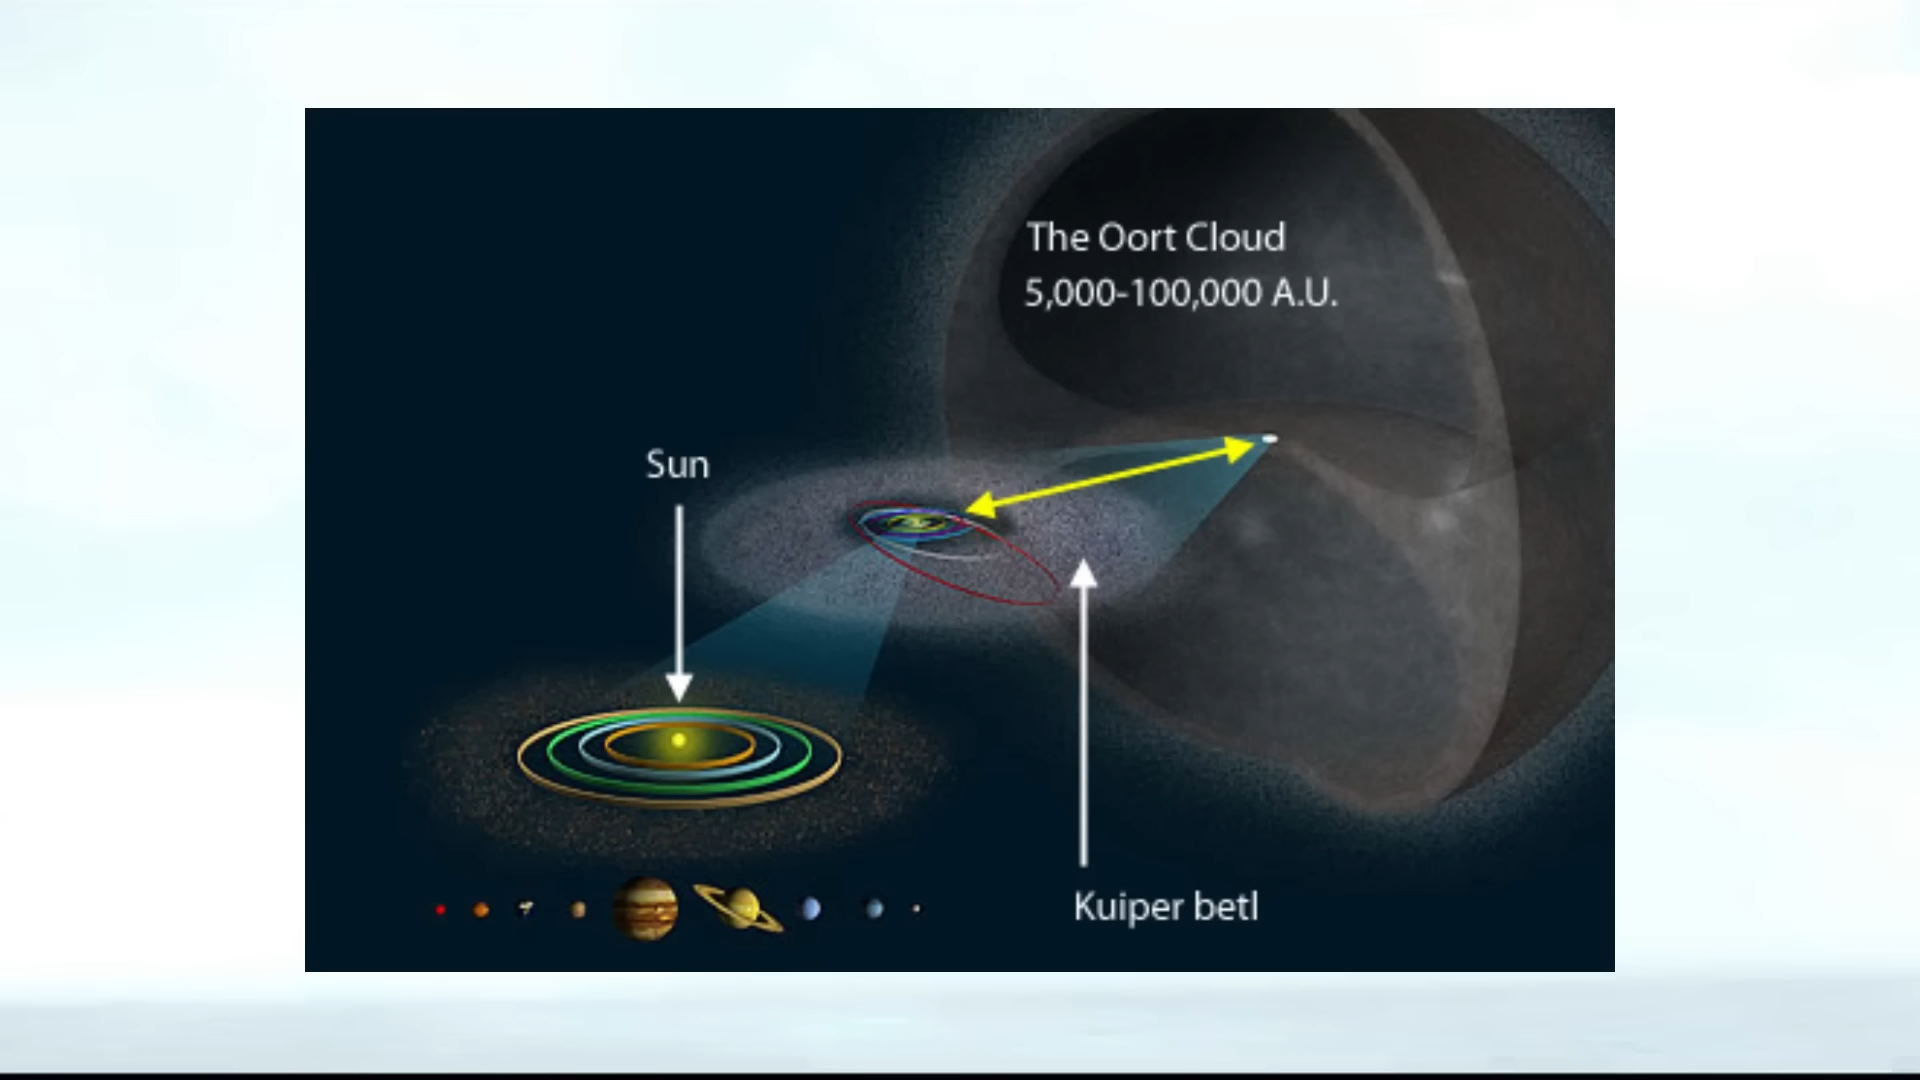 The Oort Cloud
5,000-100,000 A.U.
Sun
Kuiper betl